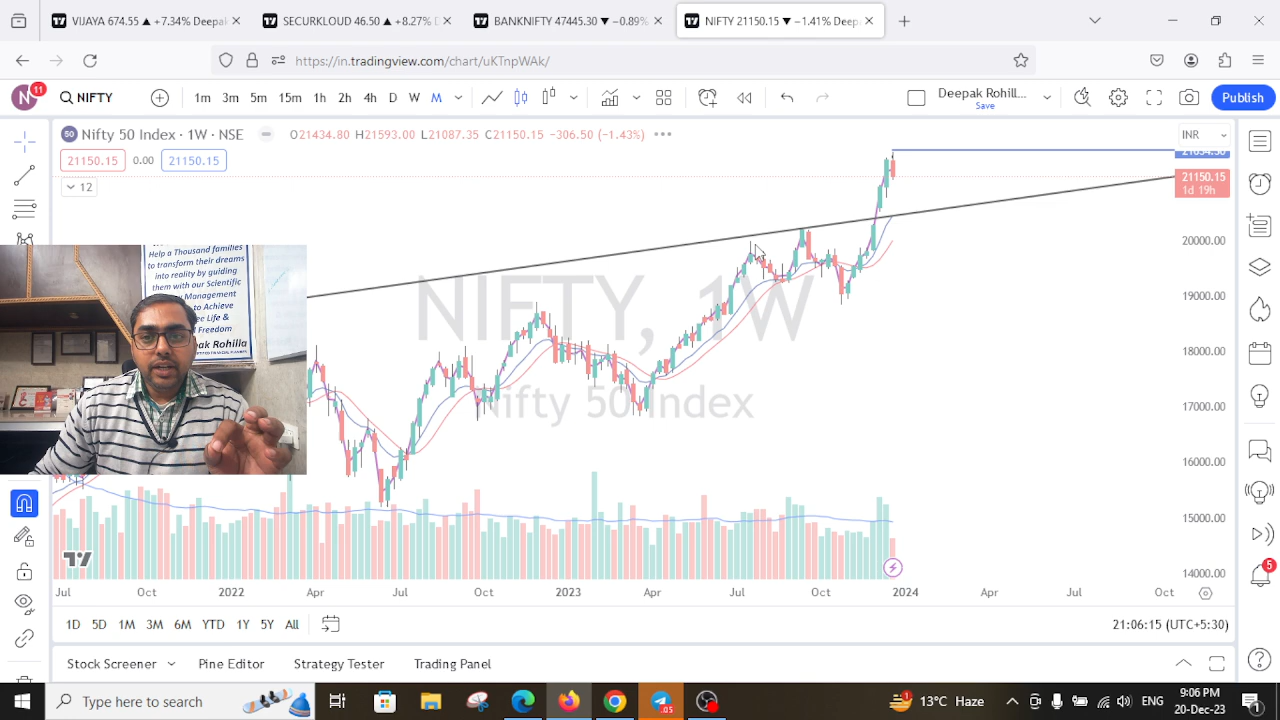 VIJAYA 674.55 ▲ +7.34% Deepak
SECURKLOUD 46.50 ▲ +8.27% D
BANKNIFTY 47445.30 ▼ −0.89%
NIFTY 21150.15 ▼ −1.41% Deep
https://in.tradingview.com/chart/uKTnpWAk/
N 11 NIFTY 1m 3m 5m 15m 1h 2h 4h D W M Deepak Rohill... Save Publish
50 Nifty 50 Index · 1W · NSE O21434.80 H21593.00 L21087.35 C21150.15 −306.50 (−1.43%) INR
21150.15 0.00 21150.15
12
21150.15
1d 19h
20000.00
19000.00
18000.00
17000.00
16000.00
15000.00
14000.00
NIFTY, 1W
Nifty 50 Index
Help a Thousand families
to transform their dreams
into reality by guiding
them with our Scientific
Management
to Achieve
Life &
Freedom
Rohilla
Jul Oct 2022 Apr Jul Oct 2023 Apr Jul Oct 2024 Apr Jul Oct
1D 5D 1M 3M 6M YTD 1Y 5Y All 21:06:15 (UTC+5:30)
5
Stock Screener Pine Editor Strategy Tester Trading Panel
Type here to search
.as
1 13°C Haze ENG 9:06 PM
20-Dec-23 1